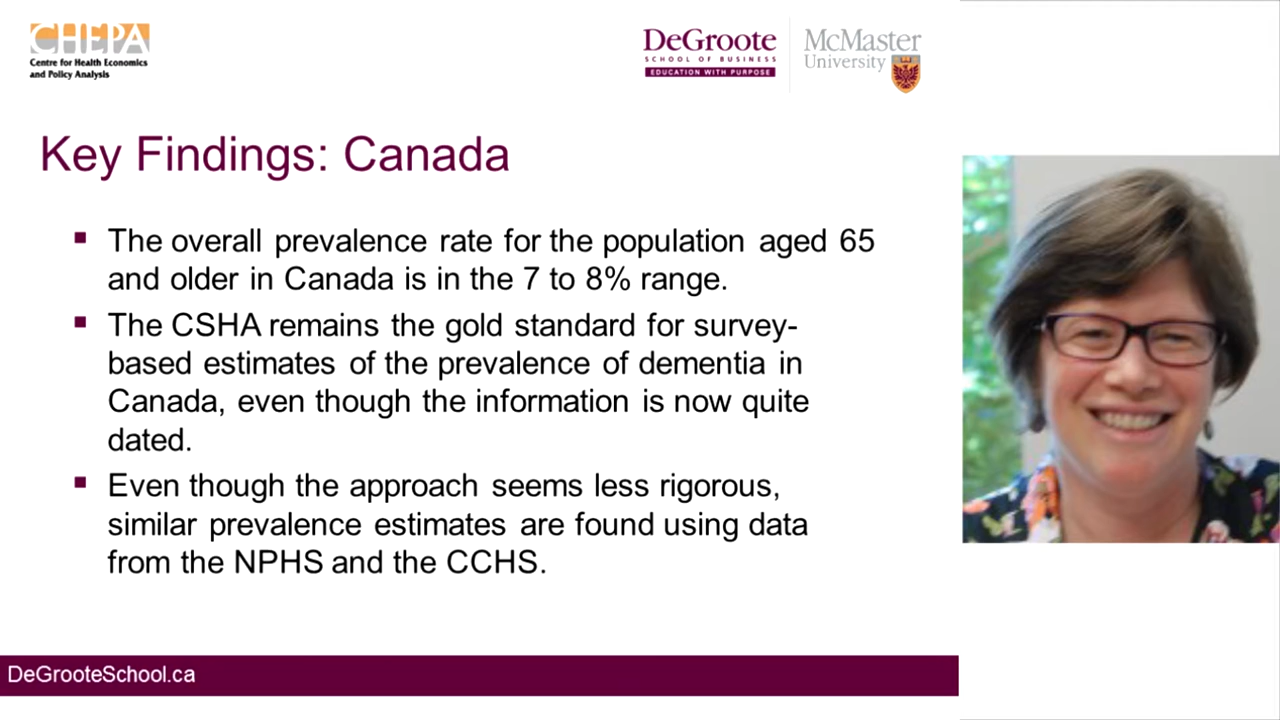 CHEPA
Centre for Health Economics
and Policy Analysis
DeGroote
SCHOOL OF BUSINESS
EDUCATION WITH PURPOSE
McMaster
University
Key Findings: Canada
▪ The overall prevalence rate for the population aged 65
and older in Canada is in the 7 to 8% range.
▪ The CSHA remains the gold standard for survey-
based estimates of the prevalence of dementia in
Canada, even though the information is now quite
dated.
▪ Even though the approach seems less rigorous,
similar prevalence estimates are found using data
from the NPHS and the CCHS.
DeGrooteSchool.ca